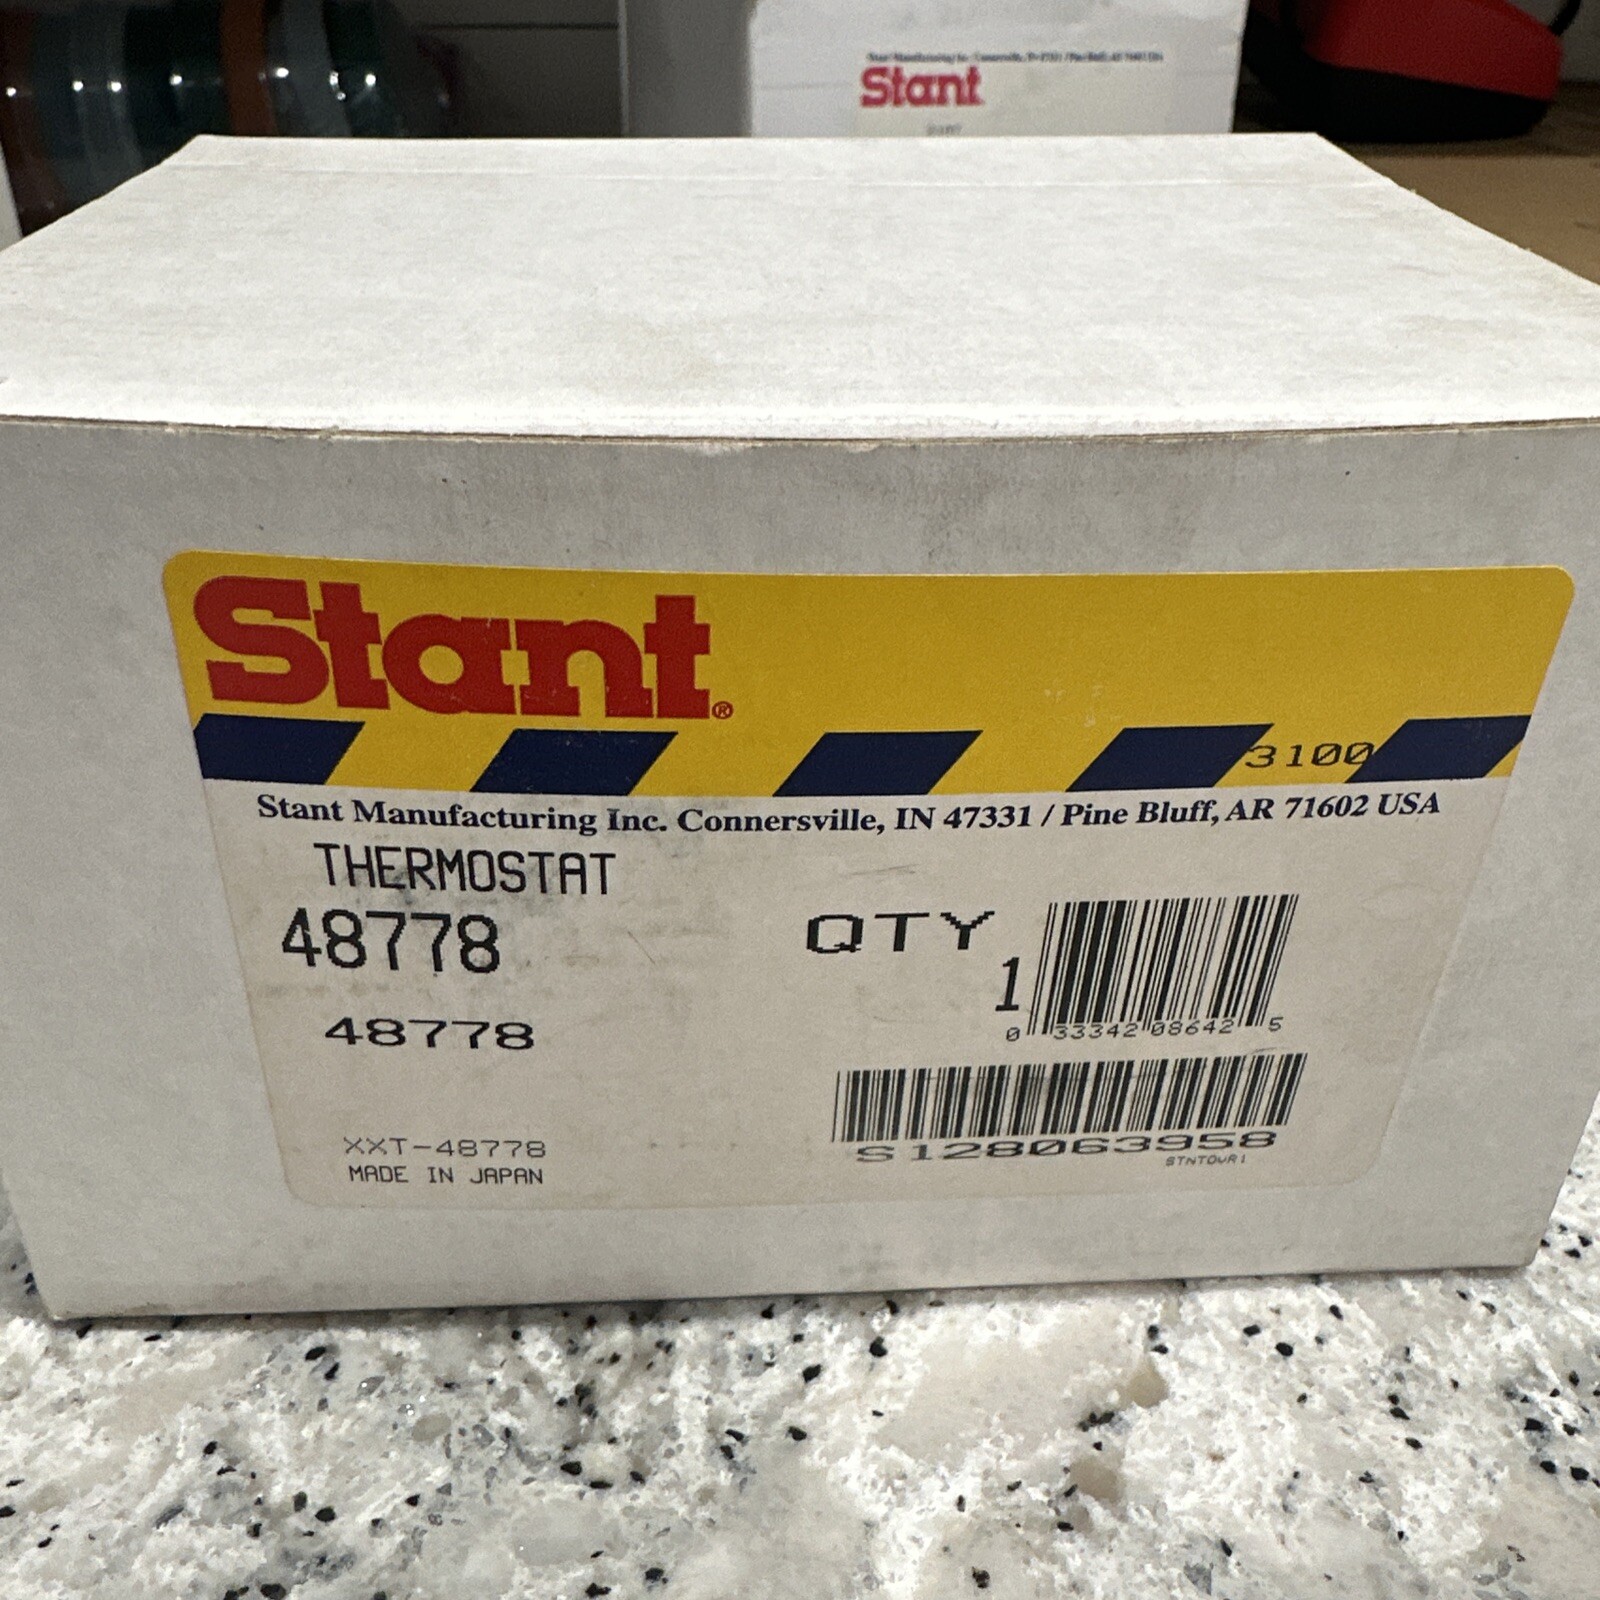 Stant
Stant®
3100
Stant Manufacturing Inc. Connersville, IN 47331 / Pine Bluff, AR 71602 USA
THERMOSTAT
48778
QTY
1
0 33342 08642 5
48778
S128063958
XXT-48778
MADE IN JAPAN